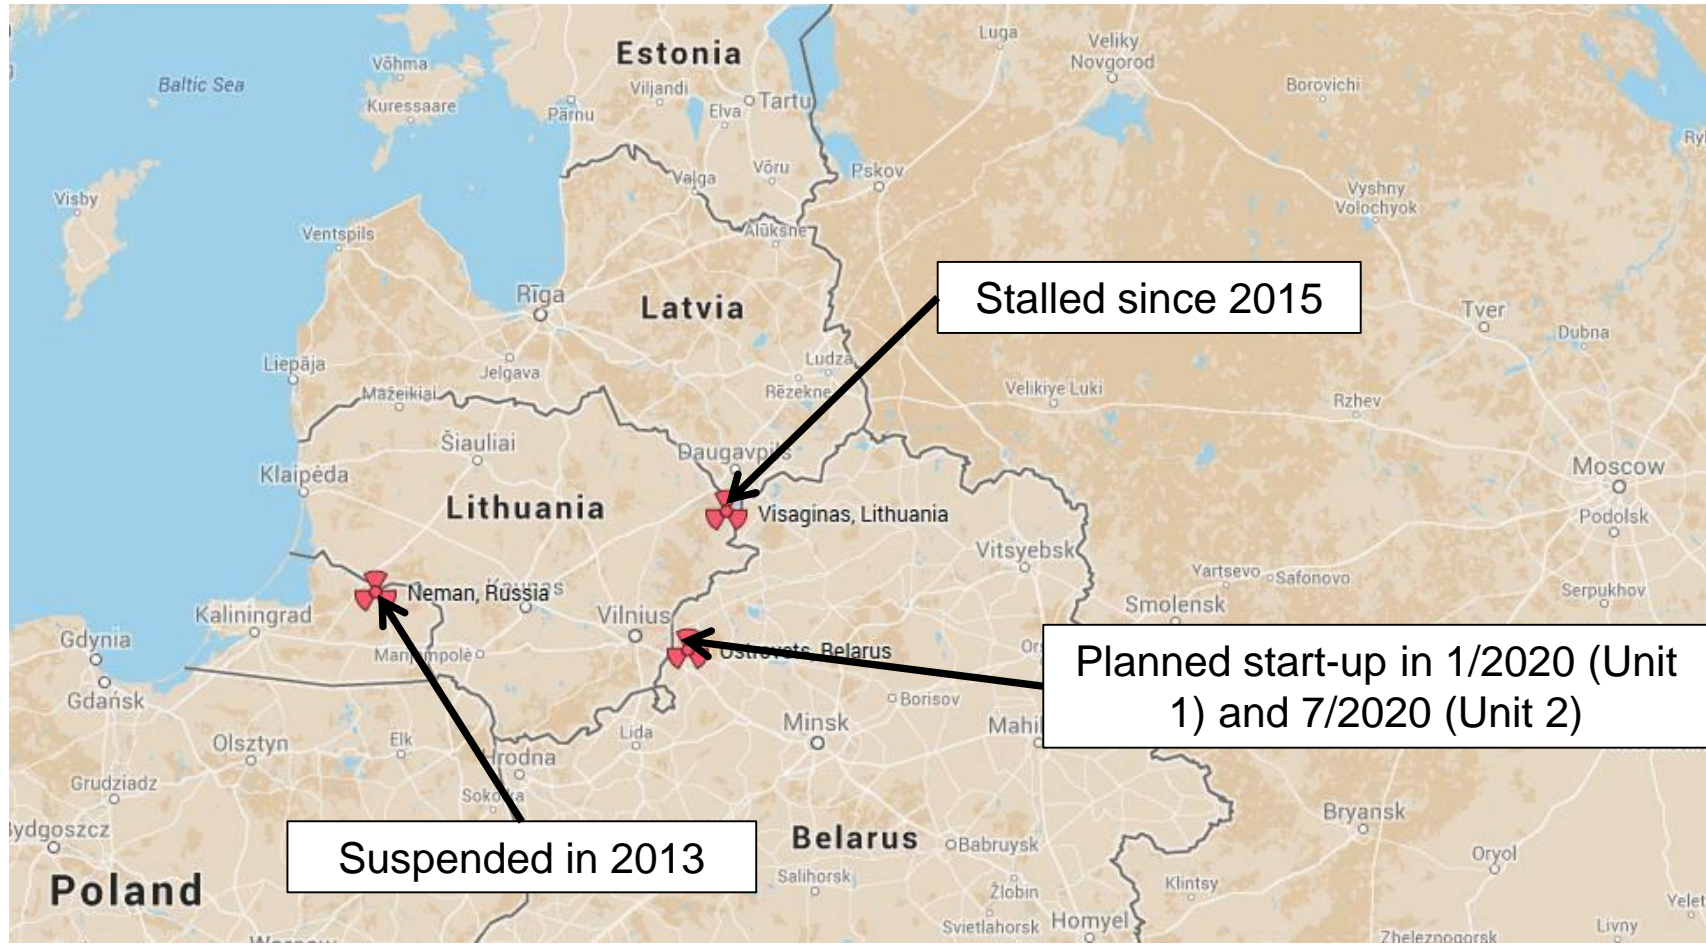 Estonia
Luga
Veliky
Novgorod
Võhma
Baltic Sea
Viljandi
Borovichi
Kuressaare
Elva
Tartu
Pärnu
Võru
Pskov
Valga
Visby
Vyshny
Volochyok
Ventspils
Alūksne
Stalled since 2015
Rīga
Latvia
Tver
Dubna
Liepāja
Jelgava
Ludza
Rēzekne
Mažeikiai
Velikiye Luki
Rzhev
Šiauliai
Daugavpils
Klaipėda
Moscow
Lithuania
Visaginas, Lithuania
Podolsk
Vitsyebsk
Yartsevo
Safonovo
Neman, Russia
Kaunas
Serpukhov
Kaliningrad
Vilnius
Smolensk
Gdynia
Marijampolė
Ostrovets, Belarus
Planned start-up in 1/2020 (Unit
1) and 7/2020 (Unit 2)
Gdańsk
Borisov
Minsk
Olsztyn
Elk
Lida
Hrodna
Grudziadz
Sokolka
Bryansk
Belarus
Babruysk
Suspended in 2013
Oryol
Poland
Salihorsk
Žlobin
Klintsy
Svietlahorsk
Homyel
Livny
Zheleznogorsk